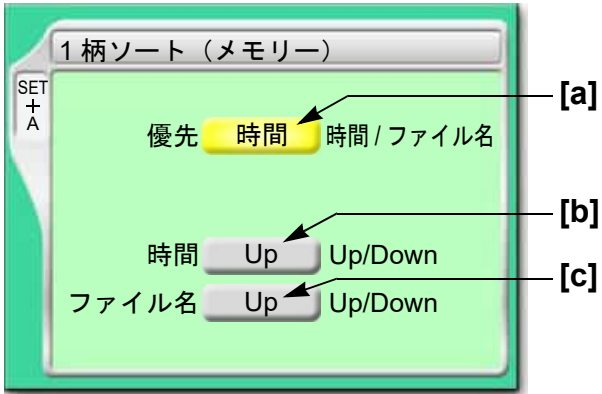 1 柄ソート（メモリー）
SET
+
A
[a]
優先 時間 時間 / ファイル名
[b]
時間 Up Up/Down
[c]
ファイル名 Up Up/Down